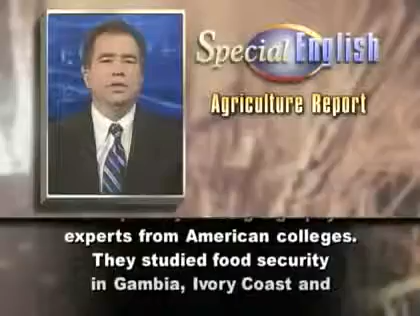 Special English
Agriculture Report
experts from American colleges.
They studied food security
in Gambia, Ivory Coast and